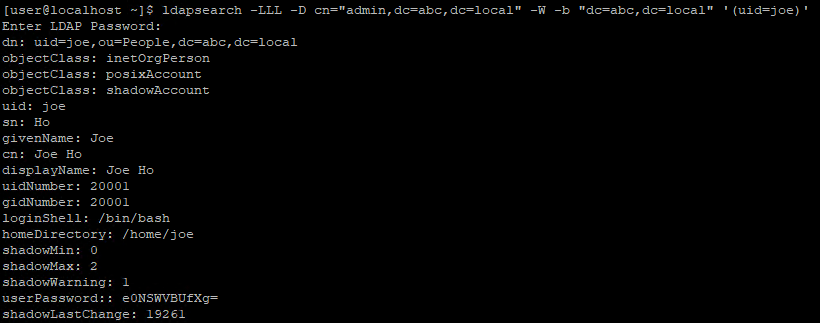 [user@localhost ~]$ ldapsearch -LLL -D cn="admin,dc=abc,dc=local" -W -b "dc=abc,dc=local" '(uid=joe)'
Enter LDAP Password:
dn: uid=joe,ou=People,dc=abc,dc=local
objectClass: inetOrgPerson
objectClass: posixAccount
objectClass: shadowAccount
uid: joe
sn: Ho
givenName: Joe
cn: Joe Ho
displayName: Joe Ho
uidNumber: 20001
gidNumber: 20001
loginShell: /bin/bash
homeDirectory: /home/joe
shadowMin: 0
shadowMax: 2
shadowWarning: 1
userPassword:: e0NSWVBUfXg=
shadowLastChange: 19261